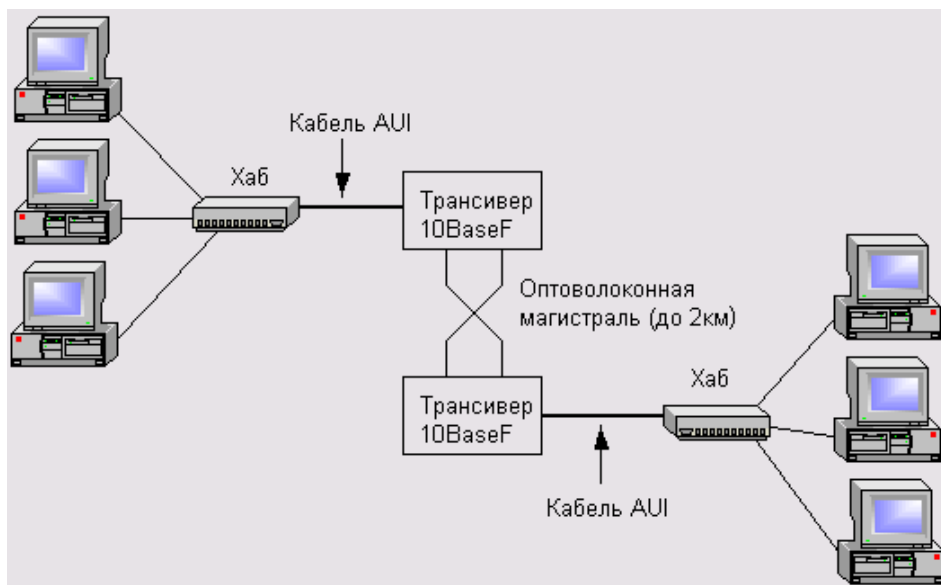 Кабель AUI
Хаб
Трансивер
10BaseF
Оптоволоконная
магистраль (до 2км)
Трансивер
10BaseF
Хаб
Кабель AUI